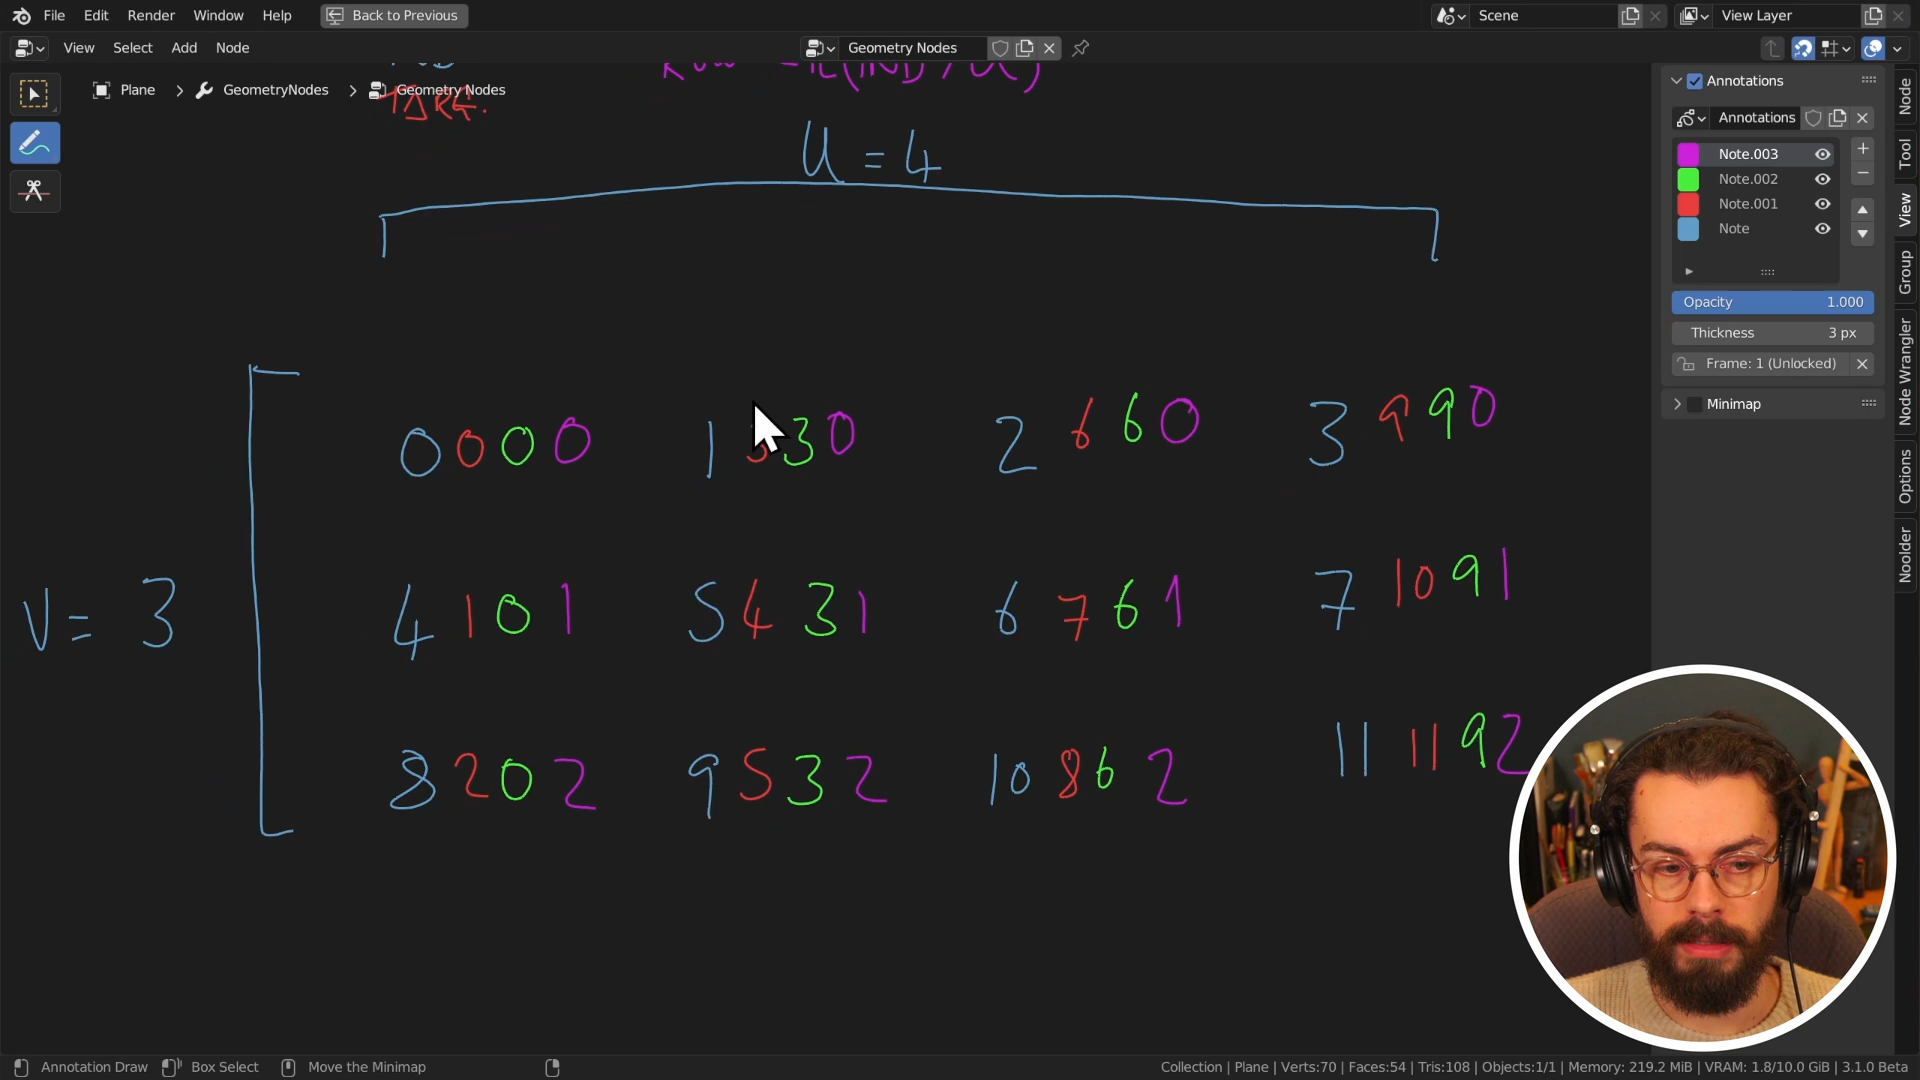 File Edit Render Window Help Back to Previous Scene View Layer
View Select Add Node Geometry Nodes
Plane > GeometryNodes > Geometry Nodes
TARG.
U = 4
0 0 0 0 1 3 3 0 2 6 6 0 3 9 9 0
V = 3 4 1 0 1 5 4 3 1 6 7 6 1 7 10 9 1
8 2 0 2 9 5 3 2 10 8 6 2 11 11 9 2
Annotations
Annotations
Note.003
Note.002
Note.001
Note
Opacity 1.000
Thickness 3 px
Frame: 1 (Unlocked)
Minimap
Node
Tool
View
Group
Node Wrangler
Options
Noolder
Annotation Draw Box Select Move the Minimap Collection | Plane | Verts:70 | Faces:54 | Tris:108 | Objects:1/1 | Memory: 219.2 MiB | VRAM: 1.8/10.0 GiB | 3.1.0 Beta